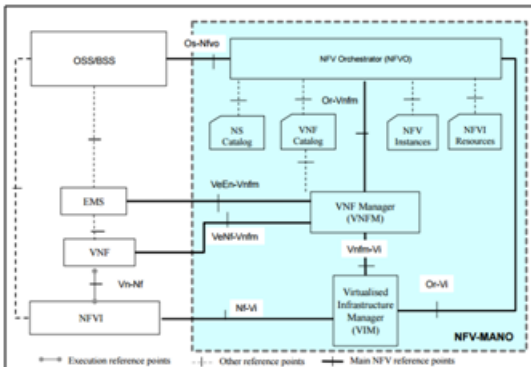 Os-Nfvo
OSS/BSS
NFV Orchestrator (NFVO)
Or-Vnfm
NS
Catalog
VNF
Catalog
NFV
Instances
NFVI
Resources
EMS
VeEn-Vnfm
VNF Manager
(VNFM)
VNF
VeNf-Vnfm
Vnfm-Vi
Vn-Nf
Or-Vi
NFVI
Nf-Vi
Virtualised
Infrastructure
Manager
(VIM)
NFV-MANO
Execution reference points
Other reference points
Main NFV reference points